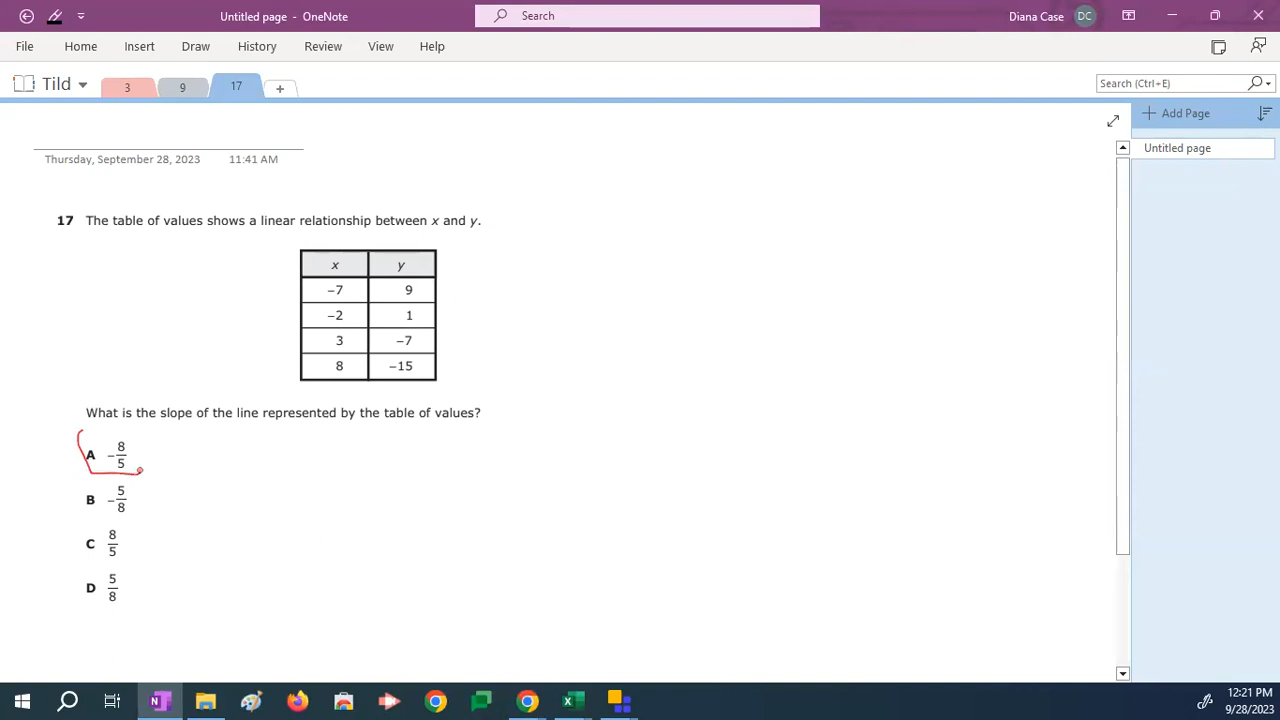 Untitled page - OneNote
Search
Diana Case
DC
File
Home
Insert
Draw
History
Review
View
Help
Tild
3
9
17
+
Search (Ctrl+E)
Add Page
Untitled page
Thursday, September 28, 2023
11:41 AM
17 The table of values shows a linear relationship between x and y.
x y
−7 9
−2 1
3 −7
8 −15
What is the slope of the line represented by the table of values?
A −8/5
B −5/8
C 8/5
D 5/8
12:21 PM
9/28/2023